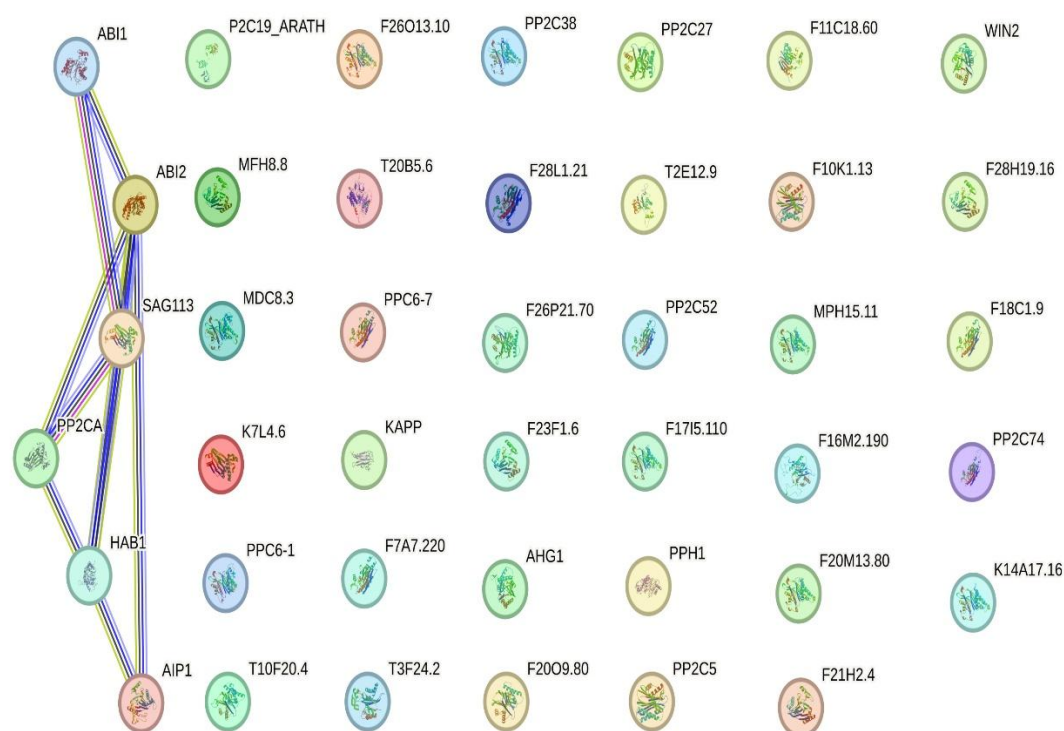 ABI1
P2C19_ARATH
F26O13.10
PP2C38
PP2C27
F11C18.60
WIN2
ABI2
MFH8.8
T20B5.6
F28L1.21
T2E12.9
F10K1.13
F28H19.16
SAG113
MDC8.3
PPC6-7
F26P21.70
PP2C52
MPH15.11
F18C1.9
PP2CA
K7L4.6
KAPP
F23F1.6
F17I5.110
F16M2.190
PP2C74
HAB1
PPC6-1
F7A7.220
AHG1
PPH1
F20M13.80
K14A17.16
AIP1
T10F20.4
T3F24.2
F20O9.80
PP2C5
F21H2.4